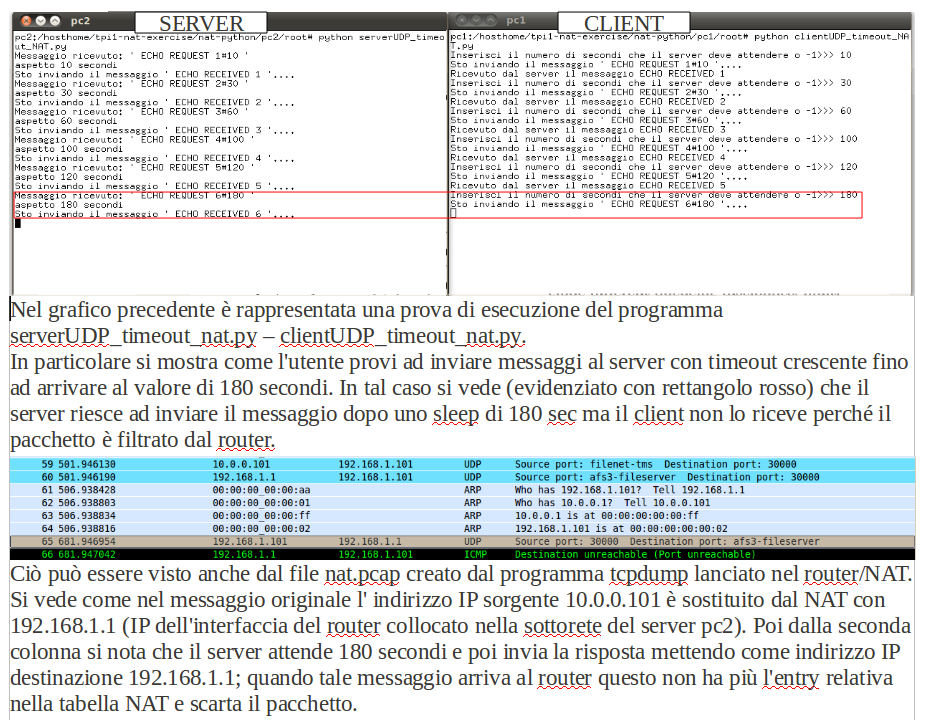 pc2
SERVER
pc2:/hosthome/tpi1-nat-exercise/nat-python/pc2/root# python serverUDP_timeo
ut_NAT.py
Messaggio ricevuto: ' ECHO REQUEST 1#10 '
aspetto 10 secondi
Sto inviando il messaggio ' ECHO RECEIVED 1 '....
Messaggio ricevuto: ' ECHO REQUEST 2#30 '
aspetto 30 secondi
Sto inviando il messaggio ' ECHO RECEIVED 2 '....
Messaggio ricevuto: ' ECHO REQUEST 3#60 '
aspetto 60 secondi
Sto inviando il messaggio ' ECHO RECEIVED 3 '....
Messaggio ricevuto: ' ECHO REQUEST 4#100 '
aspetto 100 secondi
Sto inviando il messaggio ' ECHO RECEIVED 4 '....
Messaggio ricevuto: ' ECHO REQUEST 5#120 '
aspetto 120 secondi
Sto inviando il messaggio ' ECHO RECEIVED 5 '....
Messaggio ricevuto: ' ECHO REQUEST 6#180 '
aspetto 180 secondi
Sto inviando il messaggio ' ECHO RECEIVED 6 '....
pc1
CLIENT
pc1:/hosthome/tpi1-nat-exercise/nat-python/pc1/root# python clientUDP_timeout_NA
T.py
Inserisci il numero di secondi che il server deve attendere o -1>>> 10
Sto inviando il messaggio ' ECHO REQUEST 1#10 '....
Ricevuto dal server il messaggio ECHO RECEIVED 1
Inserisci il numero di secondi che il server deve attendere o -1>>> 30
Sto inviando il messaggio ' ECHO REQUEST 2#30 '....
Ricevuto dal server il messaggio ECHO RECEIVED 2
Inserisci il numero di secondi che il server deve attendere o -1>>> 60
Sto inviando il messaggio ' ECHO REQUEST 3#60 '....
Ricevuto dal server il messaggio ECHO RECEIVED 3
Inserisci il numero di secondi che il server deve attendere o -1>>> 100
Sto inviando il messaggio ' ECHO REQUEST 4#100 '....
Ricevuto dal server il messaggio ECHO RECEIVED 4
Inserisci il numero di secondi che il server deve attendere o -1>>> 120
Sto inviando il messaggio ' ECHO REQUEST 5#120 '....
Ricevuto dal server il messaggio ECHO RECEIVED 5
Inserisci il numero di secondi che il server deve attendere o -1>>> 180
Sto inviando il messaggio ' ECHO REQUEST 6#180 '....
Nel grafico precedente è rappresentata una prova di esecuzione del programma
serverUDP_timeout_nat.py – clientUDP_timeout_nat.py.
In particolare si mostra come l'utente provi ad inviare messaggi al server con timeout crescente fino
ad arrivare al valore di 180 secondi. In tal caso si vede (evidenziato con rettangolo rosso) che il
server riesce ad inviare il messaggio dopo uno sleep di 180 sec ma il client non lo riceve perché il
pacchetto è filtrato dal router.
59 501.946130 10.0.0.101 192.168.1.101 UDP Source port: filenet-tms Destination port: 30000
60 501.946190 192.168.1.1 192.168.1.101 UDP Source port: afs3-fileserver Destination port: 30000
61 506.938428 00:00:00_00:00:aa ARP Who has 192.168.1.101? Tell 192.168.1.1
62 506.938803 00:00:00_00:00:01 ARP Who has 10.0.0.1? Tell 10.0.0.101
63 506.938834 00:00:00_00:00:ff ARP 10.0.0.1 is at 00:00:00:00:00:ff
64 506.938816 00:00:00_00:00:02 ARP 192.168.1.101 is at 00:00:00:00:00:02
65 681.946954 192.168.1.101 192.168.1.1 UDP Source port: 30000 Destination port: afs3-fileserver
66 681.947042 192.168.1.1 192.168.1.101 ICMP Destination unreachable (Port unreachable)
Ciò può essere visto anche dal file nat.pcap creato dal programma tcpdump lanciato nel router/NAT.
Si vede come nel messaggio originale l' indirizzo IP sorgente 10.0.0.101 è sostituito dal NAT con
192.168.1.1 (IP dell'interfaccia del router collocato nella sottorete del server pc2). Poi dalla seconda
colonna si nota che il server attende 180 secondi e poi invia la risposta mettendo come indirizzo IP
destinazione 192.168.1.1; quando tale messaggio arriva al router questo non ha più l'entry relativa
nella tabella NAT e scarta il pacchetto.